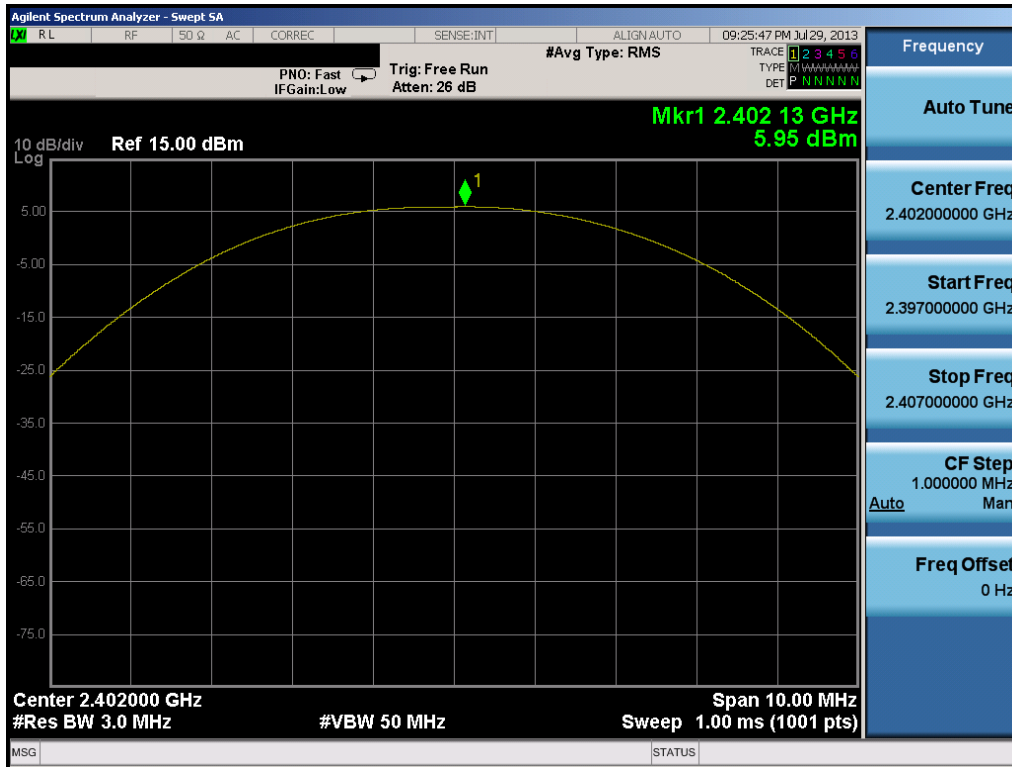 Agilent Spectrum Analyzer - Swept SA
LXI RL RF 50 Ω AC CORREC SENSE:INT ALIGN AUTO 09:25:47 PM Jul 29, 2013
#Avg Type: RMS TRACE 1 2 3 4 5 6
PNO: Fast Trig: Free Run TYPE M WWWWW
IFGain:Low Atten: 26 dB DET P N N N N N
Mkr1 2.402 13 GHz
5.95 dBm
10 dB/div Ref 15.00 dBm
Log
1
5.00
-5.00
-15.0
-25.0
-35.0
-45.0
-55.0
-65.0
-75.0
Center 2.402000 GHz Span 10.00 MHz
#Res BW 3.0 MHz #VBW 50 MHz Sweep 1.00 ms (1001 pts)
MSG STATUS
Frequency
Auto Tune
Center Freq
2.402000000 GHz
Start Freq
2.397000000 GHz
Stop Freq
2.407000000 GHz
CF Step
1.000000 MHz
Auto Man
Freq Offset
0 Hz